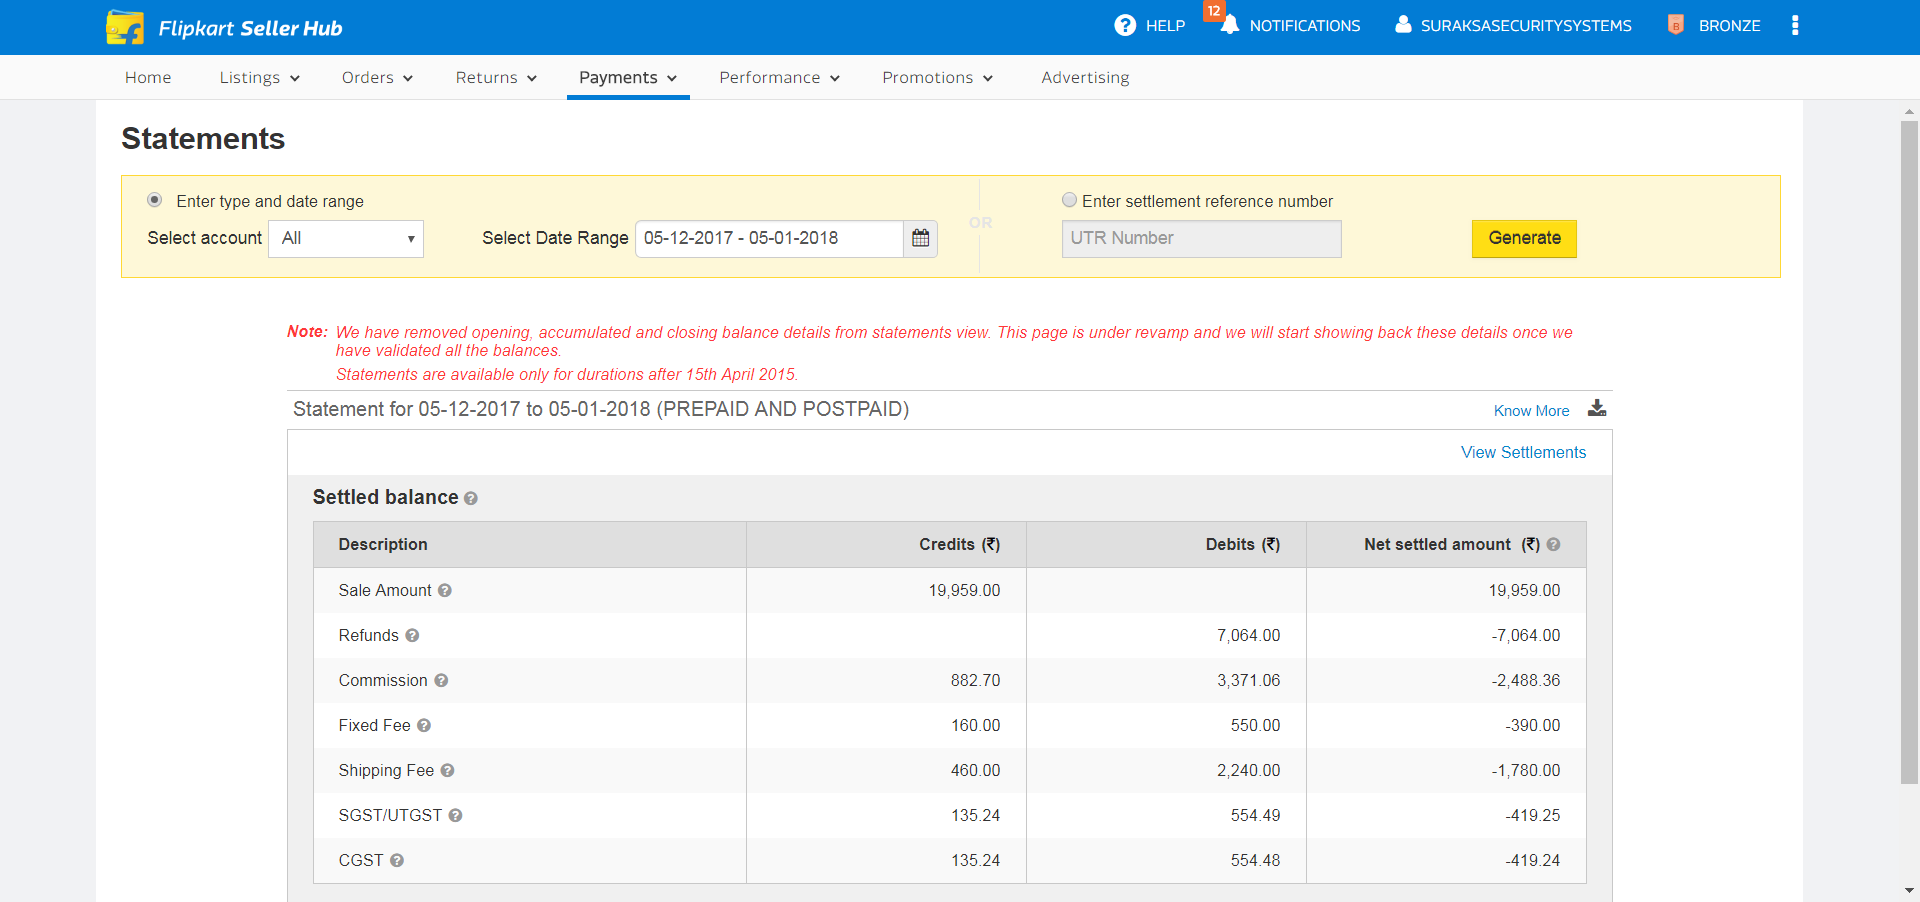 Flipkart Seller Hub
HELP
12
NOTIFICATIONS
SURAKSASECURITYSYSTEMS
B
BRONZE
Home
Listings
Orders
Returns
Payments
Performance
Promotions
Advertising
Statements
Enter type and date range
Enter settlement reference number
Select account
All
Select Date Range
05-12-2017 - 05-01-2018
OR
UTR Number
Generate
Note: We have removed opening, accumulated and closing balance details from statements view. This page is under revamp and we will start showing back these details once we
have validated all the balances.
Statements are available only for durations after 15th April 2015.
Statement for 05-12-2017 to 05-01-2018 (PREPAID AND POSTPAID)
Know More
View Settlements
Settled balance
Description Credits (₹) Debits (₹) Net settled amount (₹)
Sale Amount 19,959.00 19,959.00
Refunds 7,064.00 -7,064.00
Commission 882.70 3,371.06 -2,488.36
Fixed Fee 160.00 550.00 -390.00
Shipping Fee 460.00 2,240.00 -1,780.00
SGST/UTGST 135.24 554.49 -419.25
CGST 135.24 554.48 -419.24